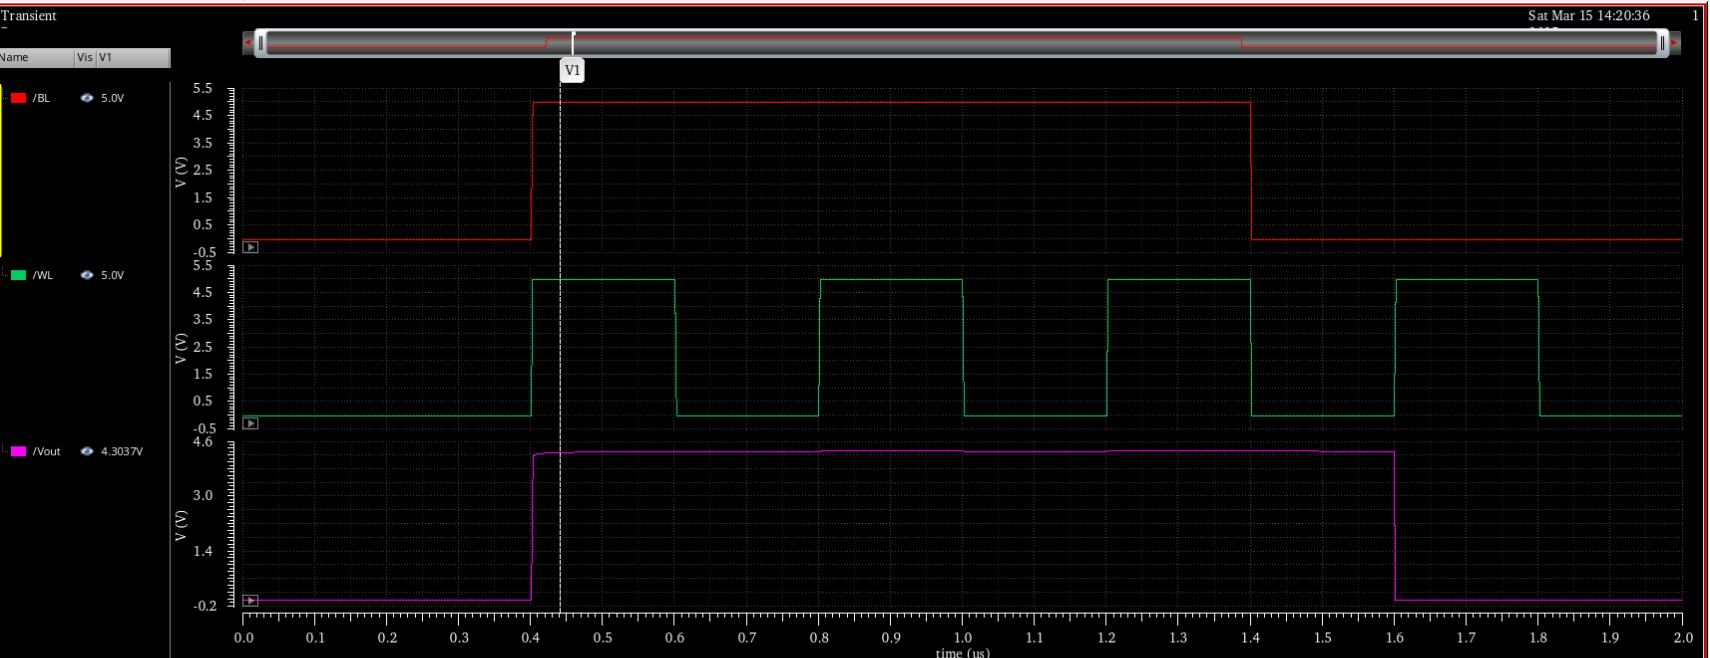 Transient
Sat Mar 15 14:20:36 1
Name Vis V1
V1
/BL 5.0V
5.5
4.5
3.5
2.5
1.5
0.5
-0.5
V (V)
/WL 5.0V
5.5
4.5
3.5
2.5
1.5
0.5
-0.5
V (V)
/Vout 4.3037V
4.6
3.0
1.4
-0.2
V (V)
0.0 0.1 0.2 0.3 0.4 0.5 0.6 0.7 0.8 0.9 1.0 1.1 1.2 1.3 1.4 1.5 1.6 1.7 1.8 1.9 2.0
time (us)